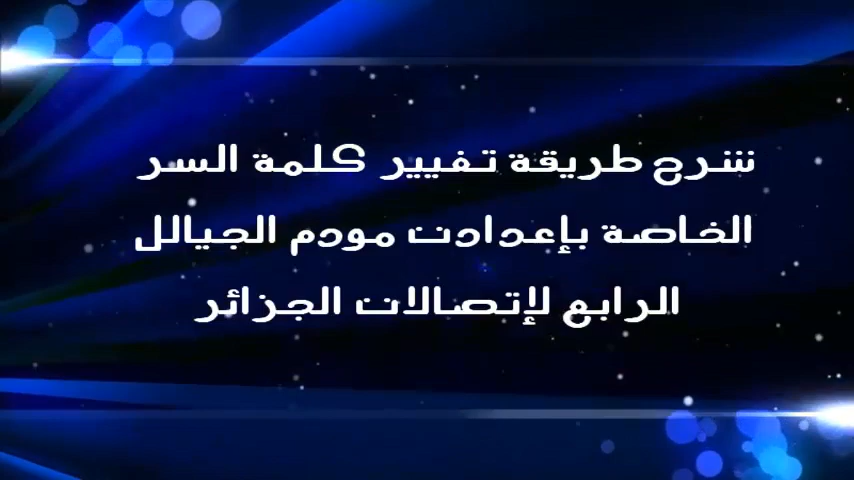 شرح طريقة تغيير كلمة السر
الخاصة بإعدادت مودم الجيالل
الرابع لإتصالات الجزائر